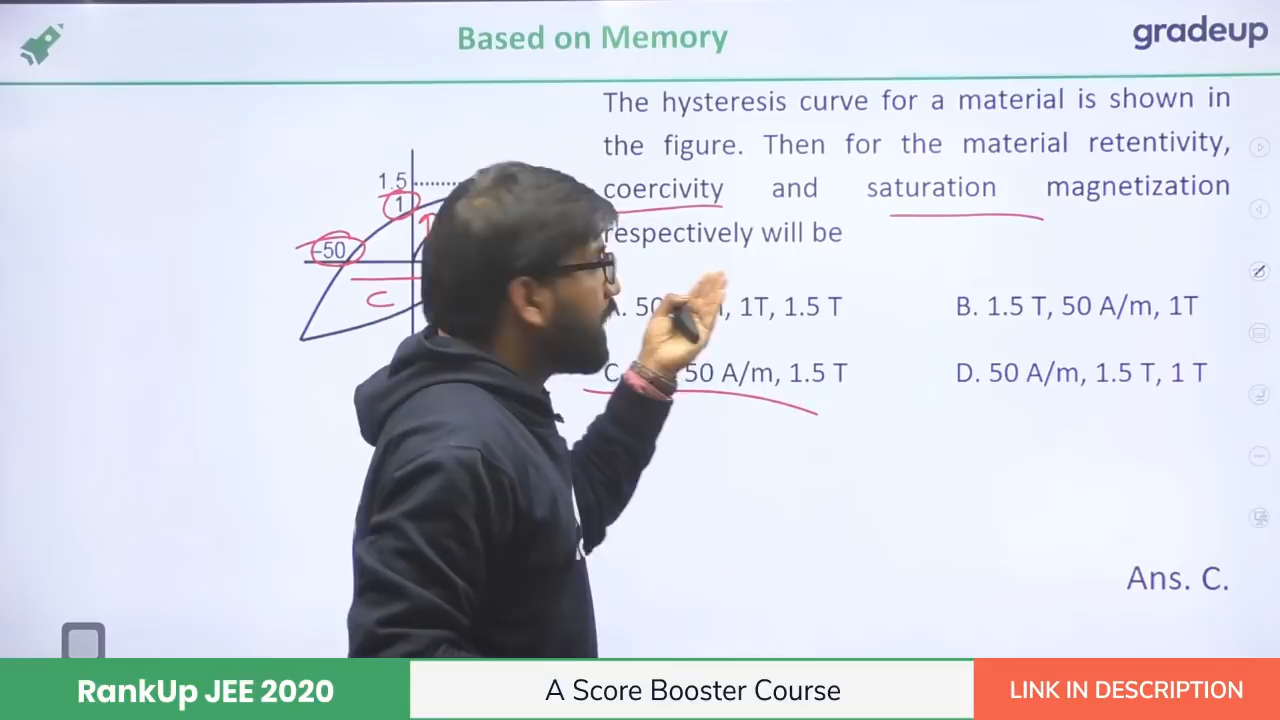 Based on Memory
gradeup
The hysteresis curve for a material is shown in
the figure. Then for the material retentivity,
coercivity and saturation magnetization
respectively will be
1.5
1
-50
C
50 , 1T, 1.5 T
B. 1.5 T, 50 A/m, 1T
C. 50 A/m, 1.5 T
D. 50 A/m, 1.5 T, 1 T
Ans. C.
RankUp JEE 2020
A Score Booster Course
LINK IN DESCRIPTION